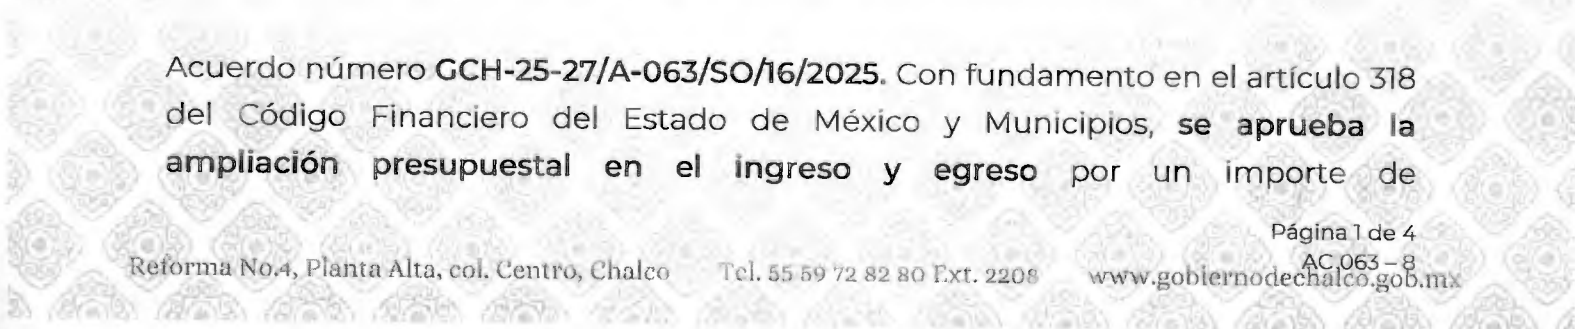 Acuerdo número GCH-25-27/A-063/SO/16/2025. Con fundamento en el artículo 318
del Código Financiero del Estado de México y Municipios, se aprueba la
ampliación presupuestal en el ingreso y egreso por un importe de
Página 1 de 4
AC.063 – 8
Reforma No.4, Planta Alta, col. Centro, Chalco Tel. 55 59 72 82 80 Ext. 2208 www.gobiernodechalco.gob.mx